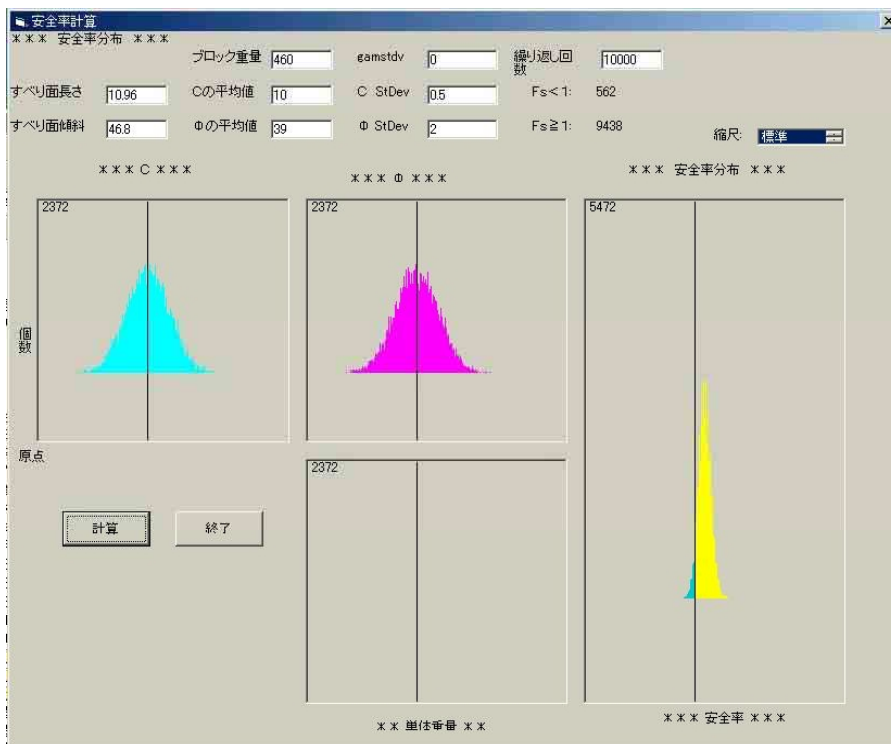 安全率計算
*** 安全率分布 ***
ブロック重量 460 gamstdv 0 繰り返し回数 10000
すべり面長さ 10.96 Cの平均値 10 C StDev 0.5 Fs<1: 562
すべり面傾斜 46.8 Φの平均値 39 Φ StDev 2 Fs≧1: 9438
縮尺: 標準
*** C ***
*** Φ ***
*** 安全率分布 ***
2372
2372
5472
個数
原点
2372
計算
終了
** 単体重量 **
*** 安全率 ***